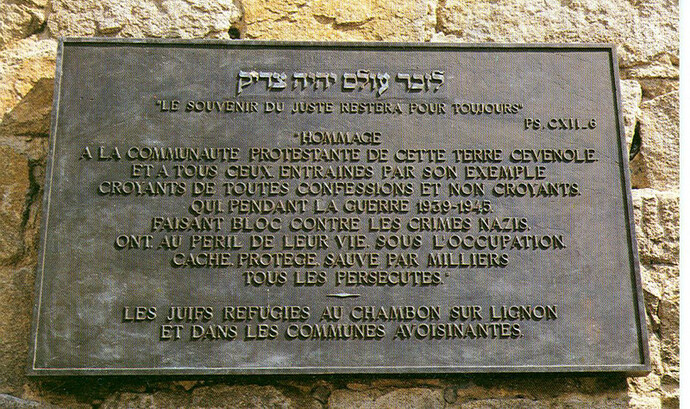 לזכר עולם יהיה צדיק
"LE SOUVENIR DU JUSTE RESTERA POUR TOUJOURS"
PS. CXII_6
"HOMMAGE
A LA COMMUNAUTE PROTESTANTE DE CETTE TERRE CEVENOLE.
ET A TOUS CEUX ENTRAINES PAR SON EXEMPLE
CROYANTS DE TOUTES CONFESSIONS ET NON CROYANTS.
QUI PENDANT LA GUERRE 1939-1945.
FAISANT BLOC CONTRE LES CRIMES NAZIS.
ONT. AU PERIL DE LEUR VIE. SOUS L'OCCUPATION.
CACHE. PROTEGE. SAUVE PAR MILLIERS
TOUS LES PERSECUTES."
LES JUIFS REFUGIES AU CHAMBON SUR LIGNON
ET DANS LES COMMUNES AVOISINANTES.